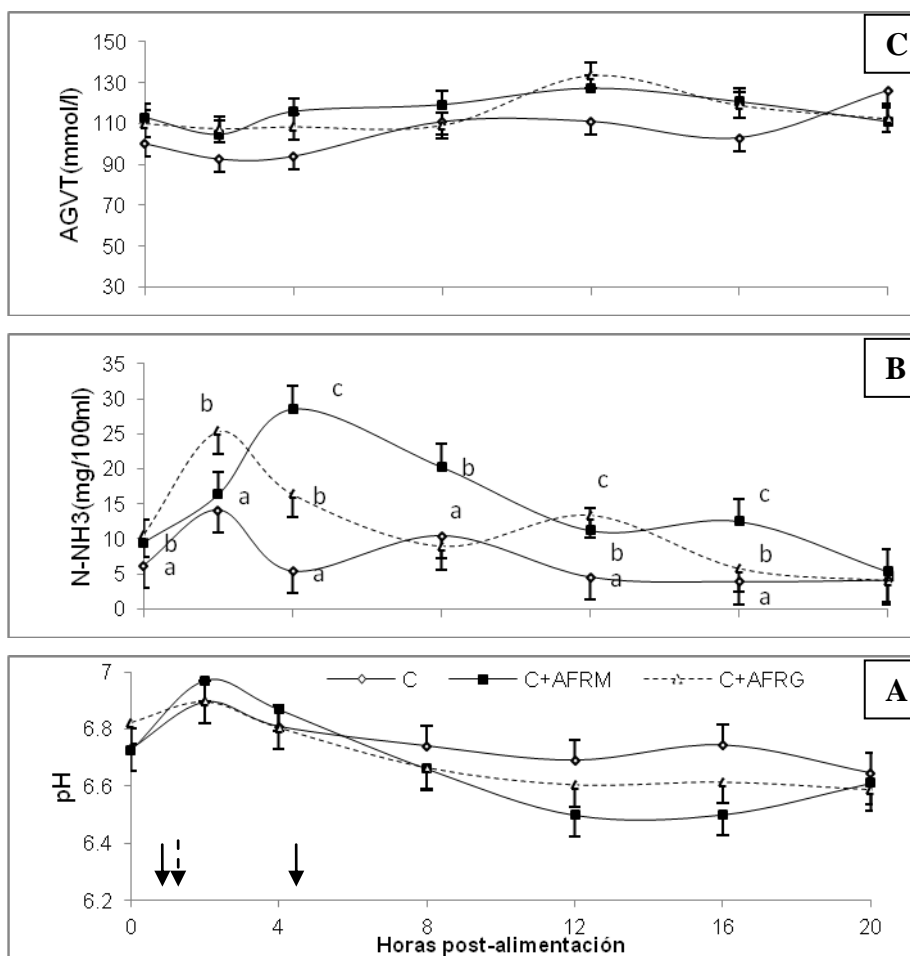 C
150
130
110
90
70
50
30
AGVT(mmol/l)
B
35
30
25
20
15
10
5
0
N-NH3(mg/100ml)
b
c
a
b
b
a
c
c
b
a
b
a
b
a
b
a
A
7
6.8
6.6
6.4
6.2
pH
C
C+AFRM
C+AFRG
0
4
8
12
16
20
Horas post-alimentación